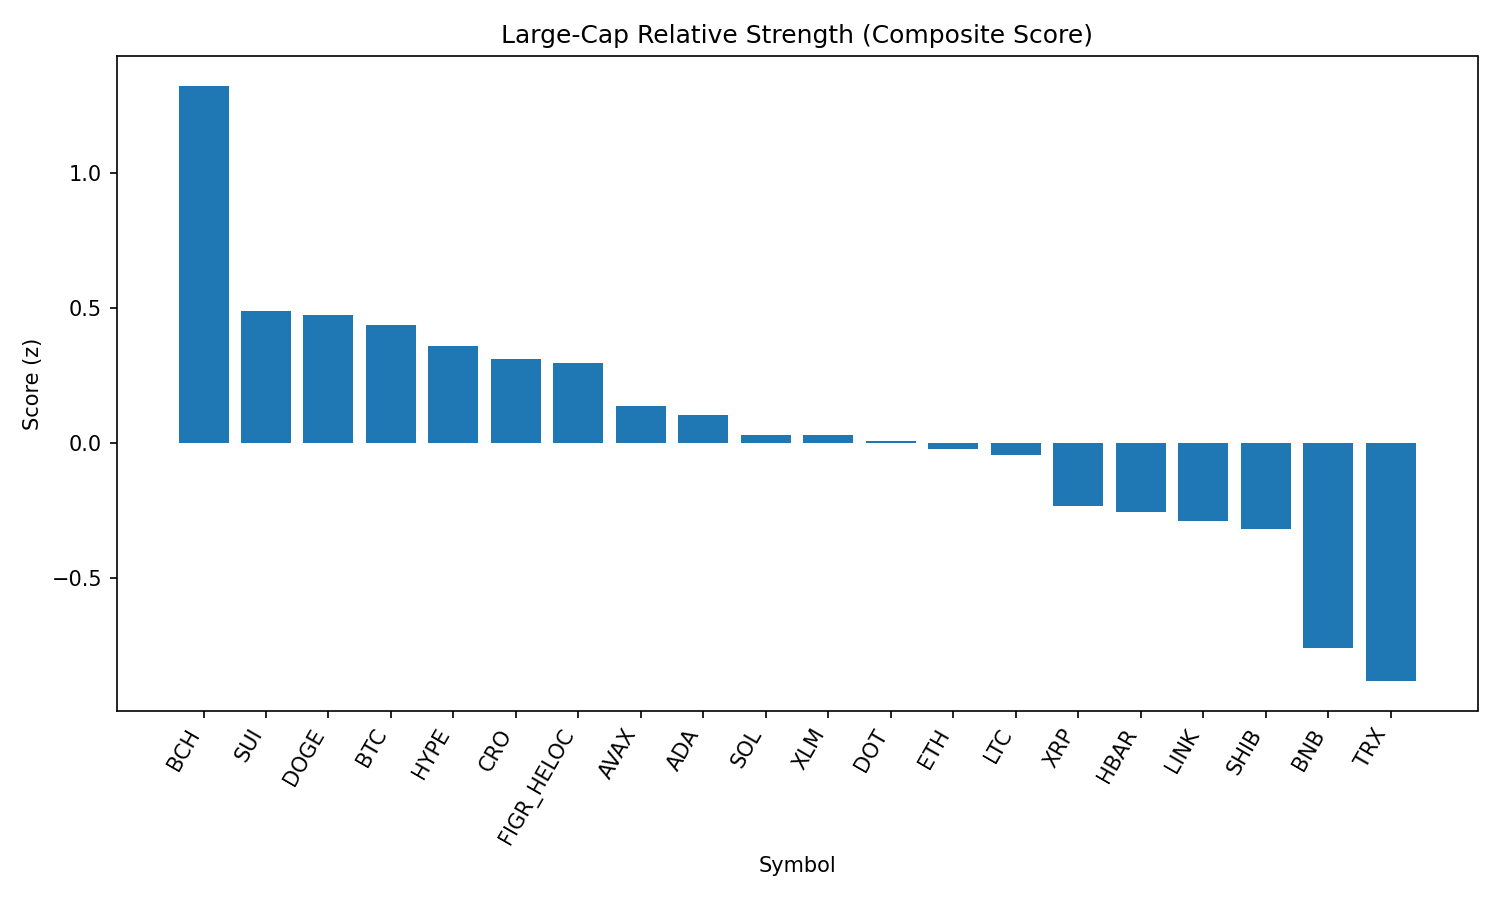 Large-Cap Relative Strength (Composite Score)
Score (z)
1.0
0.5
0.0
−0.5
BCH
SUI
DOGE
BTC
HYPE
CRO
FIGR_HELOC
AVAX
ADA
SOL
XLM
DOT
ETH
LTC
XRP
HBAR
LINK
SHIB
BNB
TRX
Symbol